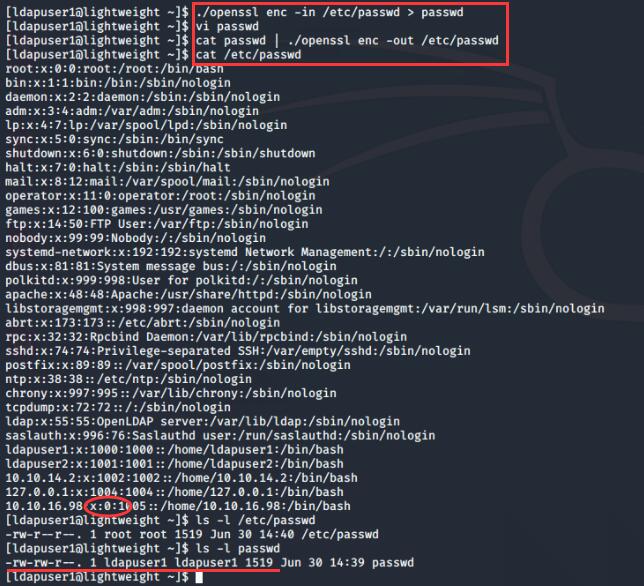 [ldapuser1@lightweight ~]$ ./openssl enc -in /etc/passwd > passwd
[ldapuser1@lightweight ~]$ vi passwd
[ldapuser1@lightweight ~]$ cat passwd | ./openssl enc -out /etc/passwd
[ldapuser1@lightweight ~]$ cat /etc/passwd
root:x:0:0:root:/root:/bin/bash
bin:x:1:1:bin:/bin:/sbin/nologin
daemon:x:2:2:daemon:/sbin:/sbin/nologin
adm:x:3:4:adm:/var/adm:/sbin/nologin
lp:x:4:7:lp:/var/spool/lpd:/sbin/nologin
sync:x:5:0:sync:/sbin:/bin/sync
shutdown:x:6:0:shutdown:/sbin:/sbin/shutdown
halt:x:7:0:halt:/sbin:/sbin/halt
mail:x:8:12:mail:/var/spool/mail:/sbin/nologin
operator:x:11:0:operator:/root:/sbin/nologin
games:x:12:100:games:/usr/games:/sbin/nologin
ftp:x:14:50:FTP User:/var/ftp:/sbin/nologin
nobody:x:99:99:Nobody:/:/sbin/nologin
systemd-network:x:192:192:systemd Network Management:/:/sbin/nologin
dbus:x:81:81:System message bus:/:/sbin/nologin
polkitd:x:999:998:User for polkitd:/:/sbin/nologin
apache:x:48:48:Apache:/usr/share/httpd:/sbin/nologin
libstoragemgmt:x:998:997:daemon account for libstoragemgmt:/var/run/lsm:/sbin/nologin
abrt:x:173:173::/etc/abrt:/sbin/nologin
rpc:x:32:32:Rpcbind Daemon:/var/lib/rpcbind:/sbin/nologin
sshd:x:74:74:Privilege-separated SSH:/var/empty/sshd:/sbin/nologin
postfix:x:89:89::/var/spool/postfix:/sbin/nologin
ntp:x:38:38::/etc/ntp:/sbin/nologin
chrony:x:997:995::/var/lib/chrony:/sbin/nologin
tcpdump:x:72:72::/:/sbin/nologin
ldap:x:55:55:OpenLDAP server:/var/lib/ldap:/sbin/nologin
saslauth:x:996:76:Saslauthd user:/run/saslauthd:/sbin/nologin
ldapuser1:x:1000:1000::/home/ldapuser1:/bin/bash
ldapuser2:x:1001:1001::/home/ldapuser2:/bin/bash
10.10.14.2:x:1002:1002::/home/10.10.14.2:/bin/bash
127.0.0.1:x:1004:1004::/home/127.0.0.1:/bin/bash
10.10.16.98:x:0:1005::/home/10.10.16.98:/bin/bash
[ldapuser1@lightweight ~]$ ls -l /etc/passwd
-rw-r--r--. 1 root root 1519 Jun 30 14:40 /etc/passwd
[ldapuser1@lightweight ~]$ ls -l passwd
-rw-rw-r--. 1 ldapuser1 ldapuser1 1519 Jun 30 14:39 passwd
[ldapuser1@lightweight ~]$